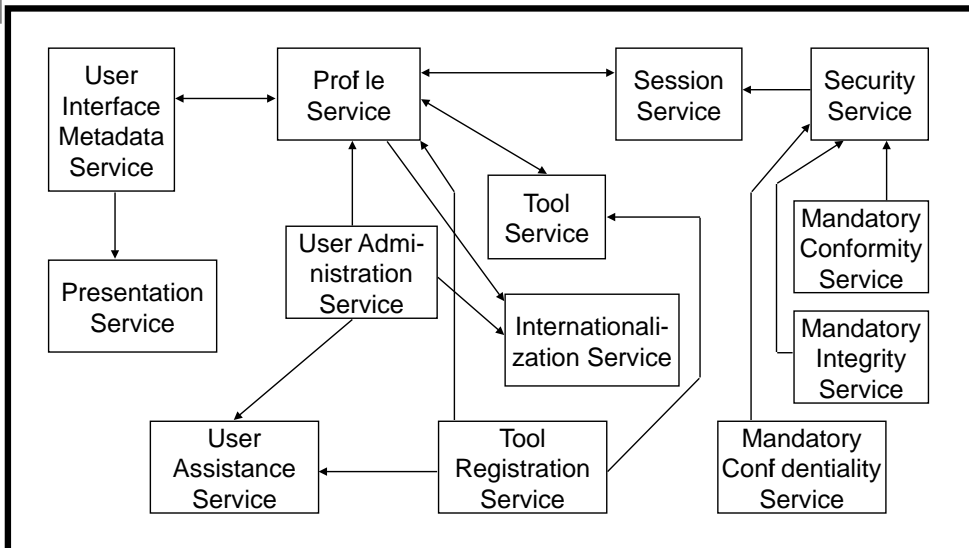 User
Interface
Metadata
Service
Prof le
Service
Session
Service
Security
Service
Tool
Service
Mandatory
Conformity
Service
User Admi-
nistration
Service
Presentation
Service
Internationali-
zation Service
Mandatory
Integrity
Service
User
Assistance
Service
Tool
Registration
Service
Mandatory
Conf dentiality
Service